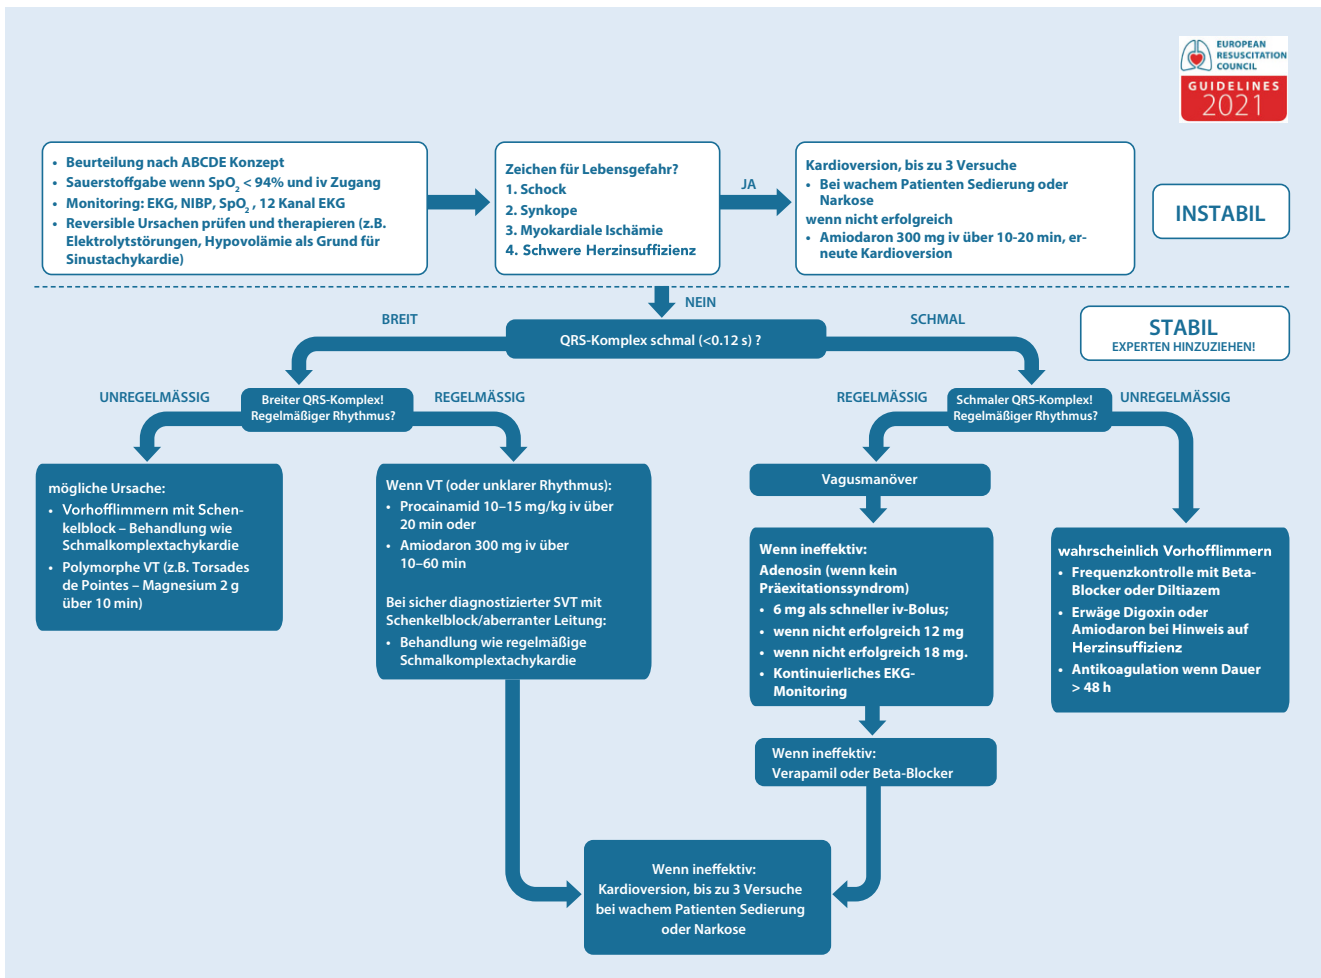 EUROPEAN
RESUSCITATION
COUNCIL
GUIDELINES
2021
• Beurteilung nach ABCDE Konzept
• Sauerstoffgabe wenn SpO₂ < 94% und iv Zugang
• Monitoring: EKG, NIBP, SpO₂ , 12 Kanal EKG
• Reversible Ursachen prüfen und therapieren (z.B.
Elektrolytstörungen, Hypovolämie als Grund für
Sinustachykardie)
Zeichen für Lebensgefahr?
1. Schock
2. Synkope
3. Myokardiale Ischämie
4. Schwere Herzinsuffizienz
JA
Kardioversion, bis zu 3 Versuche
• Bei wachem Patienten Sedierung oder
Narkose
wenn nicht erfolgreich
• Amiodaron 300 mg iv über 10-20 min, er-
neute Kardioversion
INSTABIL
NEIN
STABIL
EXPERTEN HINZUZIEHEN!
BREIT
QRS-Komplex schmal (<0.12 s) ?
SCHMAL
UNREGELMÄSSIG
Breiter QRS-Komplex!
Regelmäßiger Rhythmus?
REGELMÄSSIG
REGELMÄSSIG
Schmaler QRS-Komplex!
Regelmäßiger Rhythmus?
UNREGELMÄSSIG
mögliche Ursache:
• Vorhofflimmern mit Schen-
kelblock – Behandlung wie
Schmalkomplextachykardie
• Polymorphe VT (z.B. Torsades
de Pointes – Magnesium 2 g
über 10 min)
Wenn VT (oder unklarer Rhythmus):
• Procainamid 10–15 mg/kg iv über
20 min oder
• Amiodaron 300 mg iv über
10–60 min
Bei sicher diagnostizierter SVT mit
Schenkelblock/aberranter Leitung:
• Behandlung wie regelmäßige
Schmalkomplextachykardie
Vagusmanöver
Wenn ineffektiv:
Adenosin (wenn kein
Präexitationssyndrom)
• 6 mg als schneller iv-Bolus;
• wenn nicht erfolgreich 12 mg
• wenn nicht erfolgreich 18 mg.
• Kontinuierliches EKG-
Monitoring
wahrscheinlich Vorhofflimmern
• Frequenzkontrolle mit Beta-
Blocker oder Diltiazem
• Erwäge Digoxin oder
Amiodaron bei Hinweis auf
Herzinsuffizienz
• Antikoagulation wenn Dauer
> 48 h
Wenn ineffektiv:
Verapamil oder Beta-Blocker
Wenn ineffektiv:
Kardioversion, bis zu 3 Versuche
bei wachem Patienten Sedierung
oder Narkose